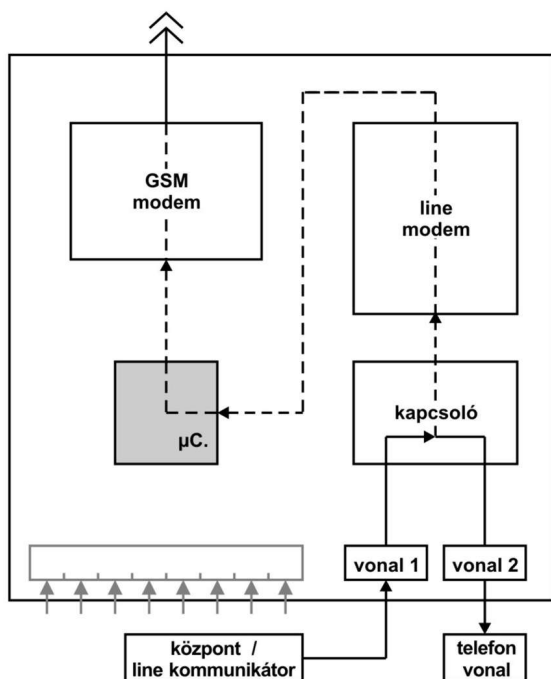 GSM
modem
line
modem
µC.
kapcsoló
vonal 1
vonal 2
központ /
line kommunikátor
telefon
vonal